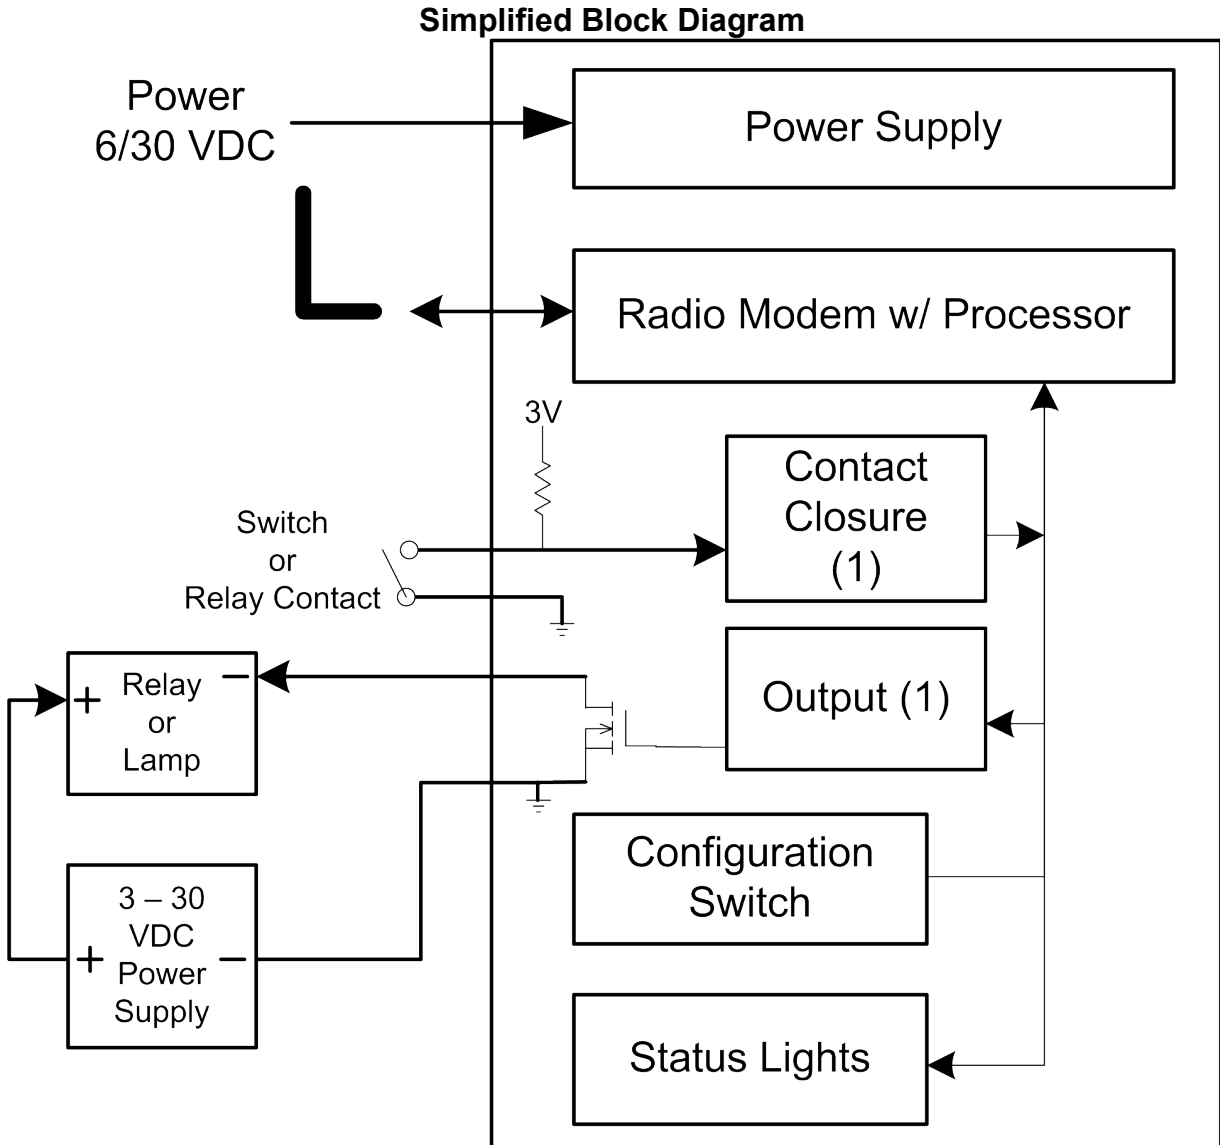 Simplified Block Diagram
Power
6/30 VDC
Power Supply
Radio Modem w/ Processor
3V
Contact
Closure
(1)
Switch
or
Relay Contact
Output (1)
+
Relay
or
Lamp
–
Configuration
Switch
3 – 30
VDC
+
Power
Supply
–
Status Lights